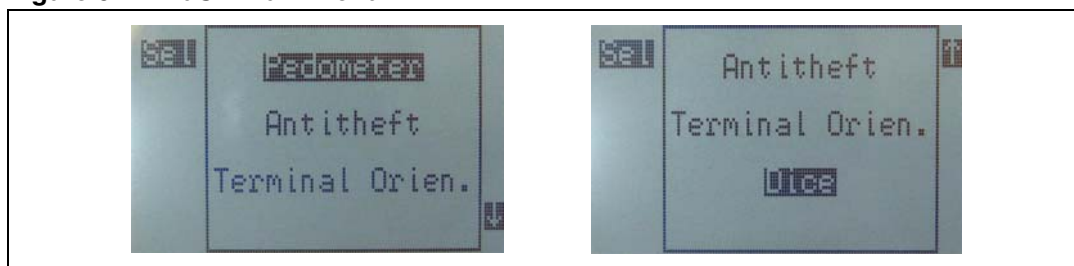 Sel
Pedometer
Antitheft
Terminal Orien.
↓
Sel
↑
Antitheft
Terminal Orien.
Dice